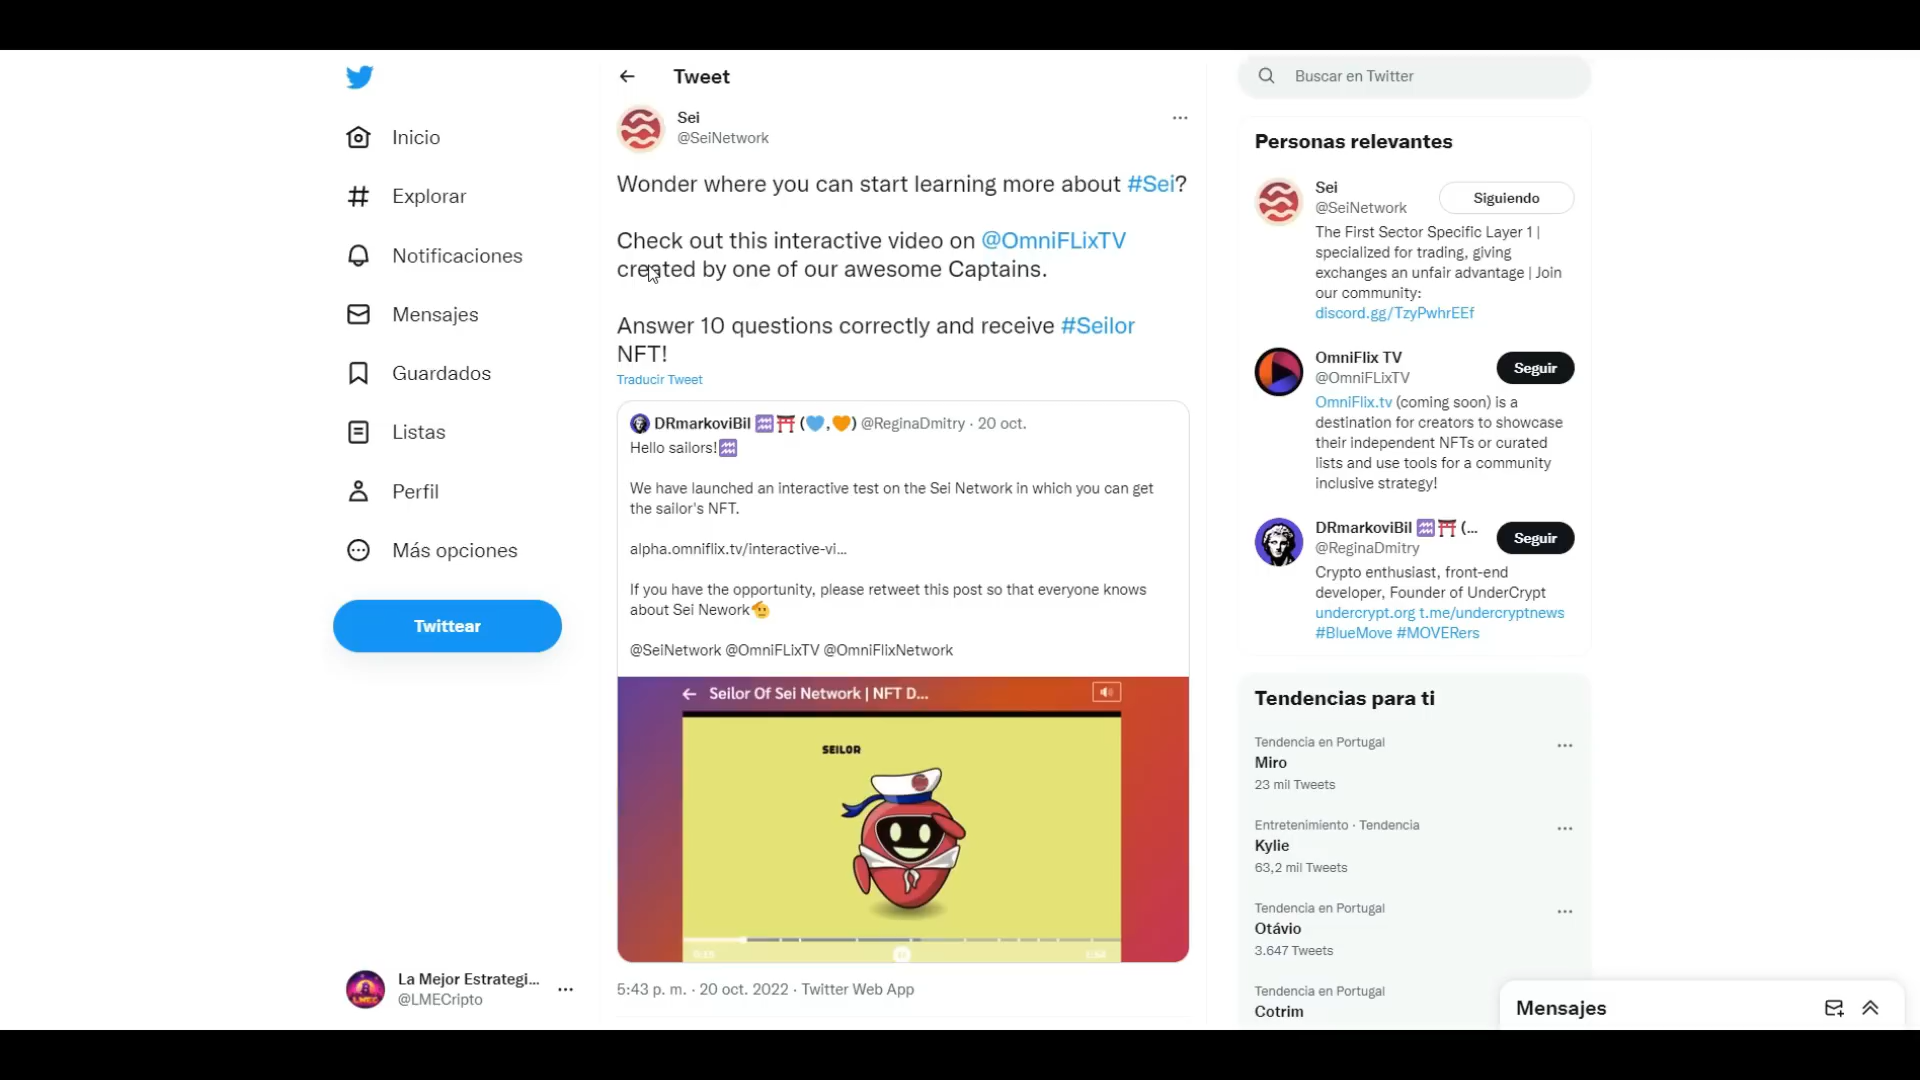 Inicio
Explorar
Notificaciones
Mensajes
Guardados
Listas
Perfil
Más opciones
Twittear
La Mejor Estrategi...
@LMECripto
Tweet
Sei
@SeiNetwork
Wonder where you can start learning more about #Sei?
Check out this interactive video on @OmniFLixTV
created by one of our awesome Captains.
Answer 10 questions correctly and receive #Seilor
NFT!
Traducir Tweet
DRmarkoviBil ♒⛩️ (🩵,🧡) @ReginaDmitry · 20 oct.
Hello sailors!♒
We have launched an interactive test on the Sei Network in which you can get
the sailor's NFT.
alpha.omniflix.tv/interactive-vi...
If you have the opportunity, please retweet this post so that everyone knows
about Sei Nework🫡
@SeiNetwork @OmniFLixTV @OmniFlixNetwork
Seilor Of Sei Network | NFT D...
SEILOR
5:43 p. m. · 20 oct. 2022 · Twitter Web App
Buscar en Twitter
Personas relevantes
Sei
@SeiNetwork
Siguiendo
The First Sector Specific Layer 1 |
specialized for trading, giving
exchanges an unfair advantage | Join
our community:
discord.gg/TzyPwhrEEf
OmniFlix TV
@OmniFLixTV
Seguir
OmniFlix.tv (coming soon) is a
destination for creators to showcase
their independent NFTs or curated
lists and use tools for a community
inclusive strategy!
DRmarkoviBil ♒⛩️ (...
@ReginaDmitry
Seguir
Crypto enthusiast, front-end
developer, Founder of UnderCrypt
undercrypt.org t.me/undercryptnews
#BlueMove #MOVERers
Tendencias para ti
Tendencia en Portugal
Miro
23 mil Tweets
Entretenimiento · Tendencia
Kylie
63,2 mil Tweets
Tendencia en Portugal
Otávio
3.647 Tweets
Tendencia en Portugal
Cotrim
Mensajes